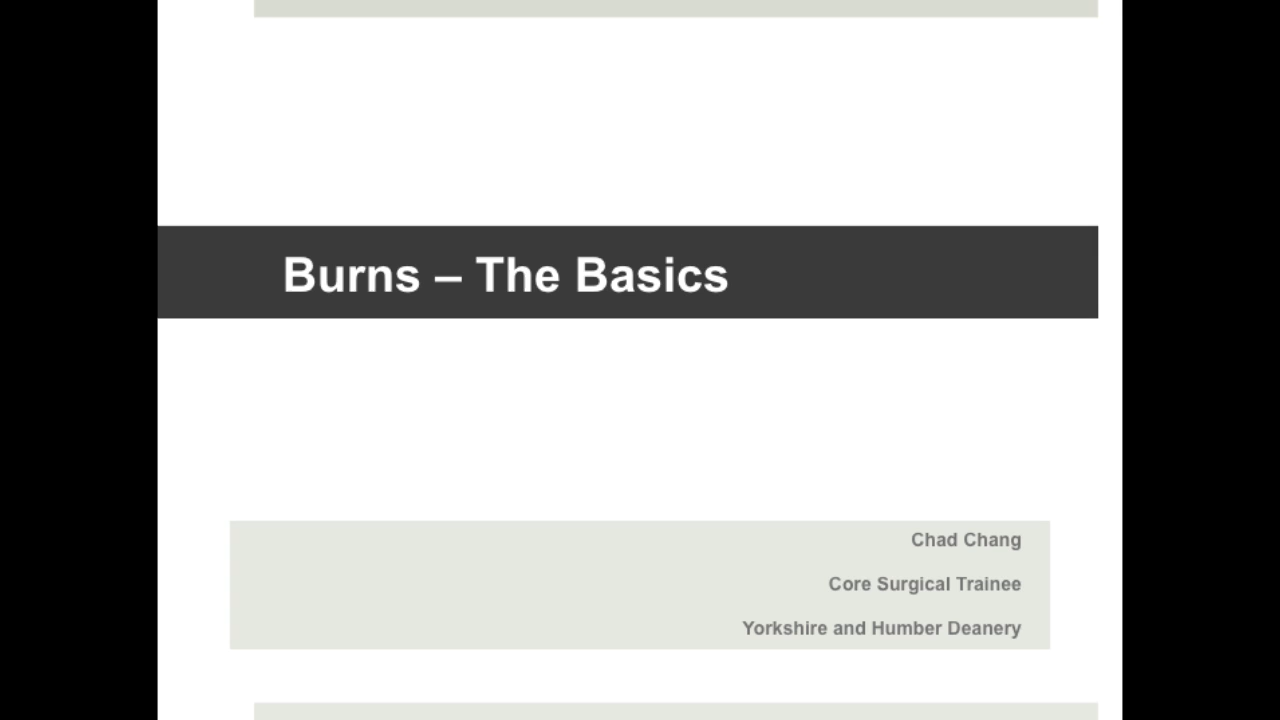 Burns – The Basics
Chad Chang
Core Surgical Trainee
Yorkshire and Humber Deanery